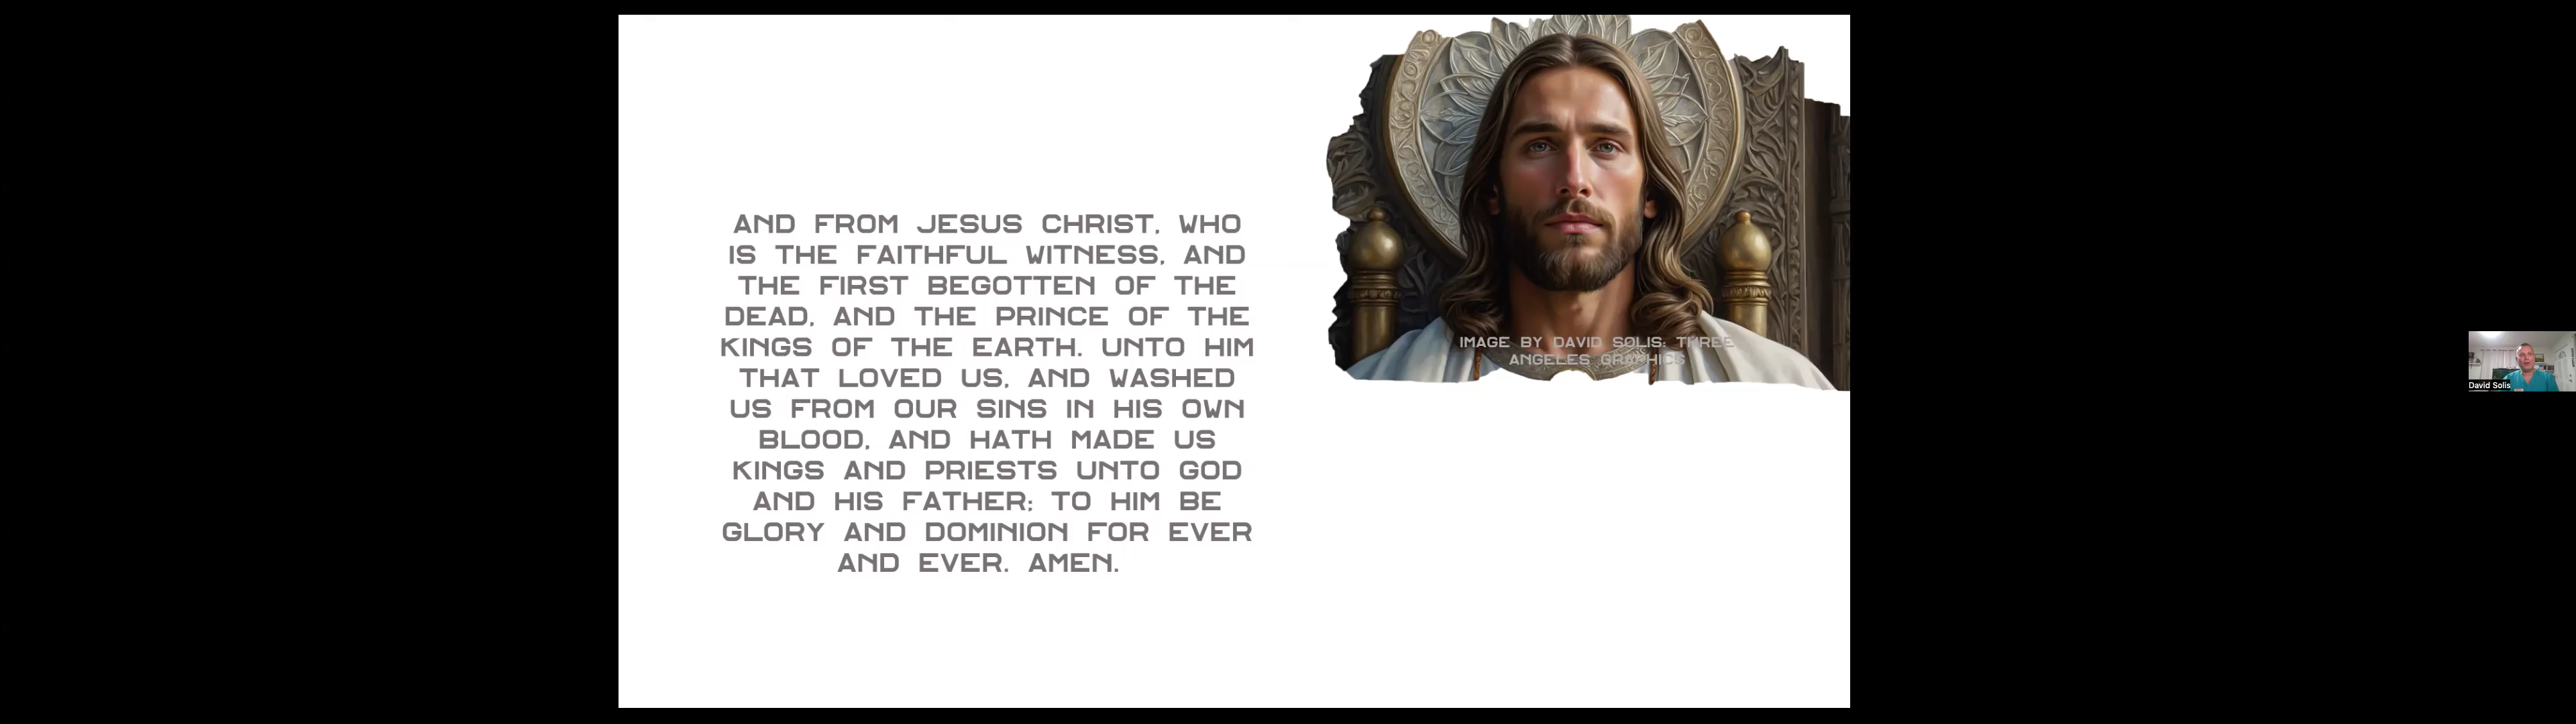 AND FROM JESUS CHRIST, WHO
IS THE FAITHFUL WITNESS, AND
THE FIRST BEGOTTEN OF THE
DEAD, AND THE PRINCE OF THE
KINGS OF THE EARTH. UNTO HIM
THAT LOVED US, AND WASHED
US FROM OUR SINS IN HIS OWN
BLOOD, AND HATH MADE US
KINGS AND PRIESTS UNTO GOD
AND HIS FATHER; TO HIM BE
GLORY AND DOMINION FOR EVER
AND EVER. AMEN.
IMAGE BY DAVID SOLIS: THREE
ANGELES GRAPHICS
David Solis